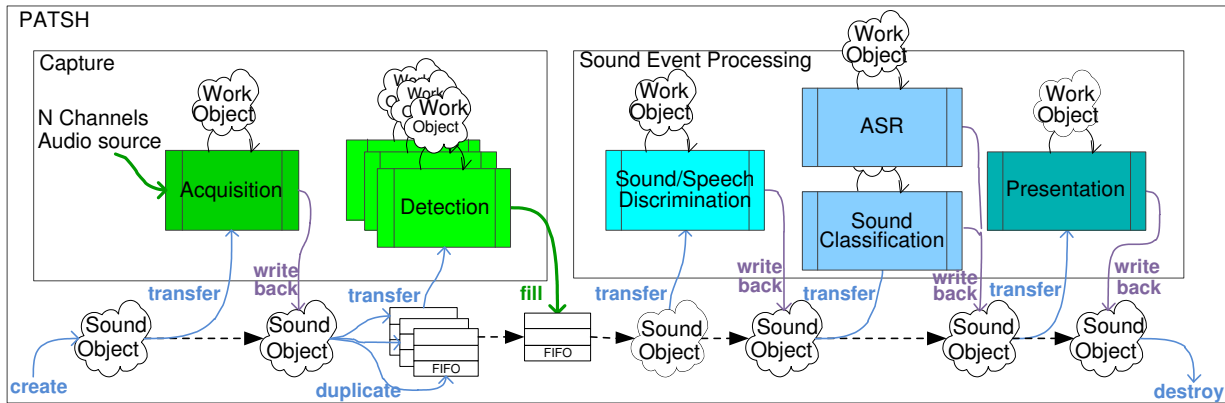 PATSH
Capture
Sound Event Processing
N Channels
Audio source
Work
Object
Acquisition
Work
Object
Detection
Work
Object
Sound/Speech
Discrimination
Work
Object
ASR
Sound
Classification
Work
Object
Presentation
transfer
write
back
transfer
fill
transfer
write
back
transfer
write
back
transfer
write
back
create
Sound
Object
Sound
Object
duplicate
FIFO
FIFO
Sound
Object
Sound
Object
Sound
Object
Sound
Object
destroy